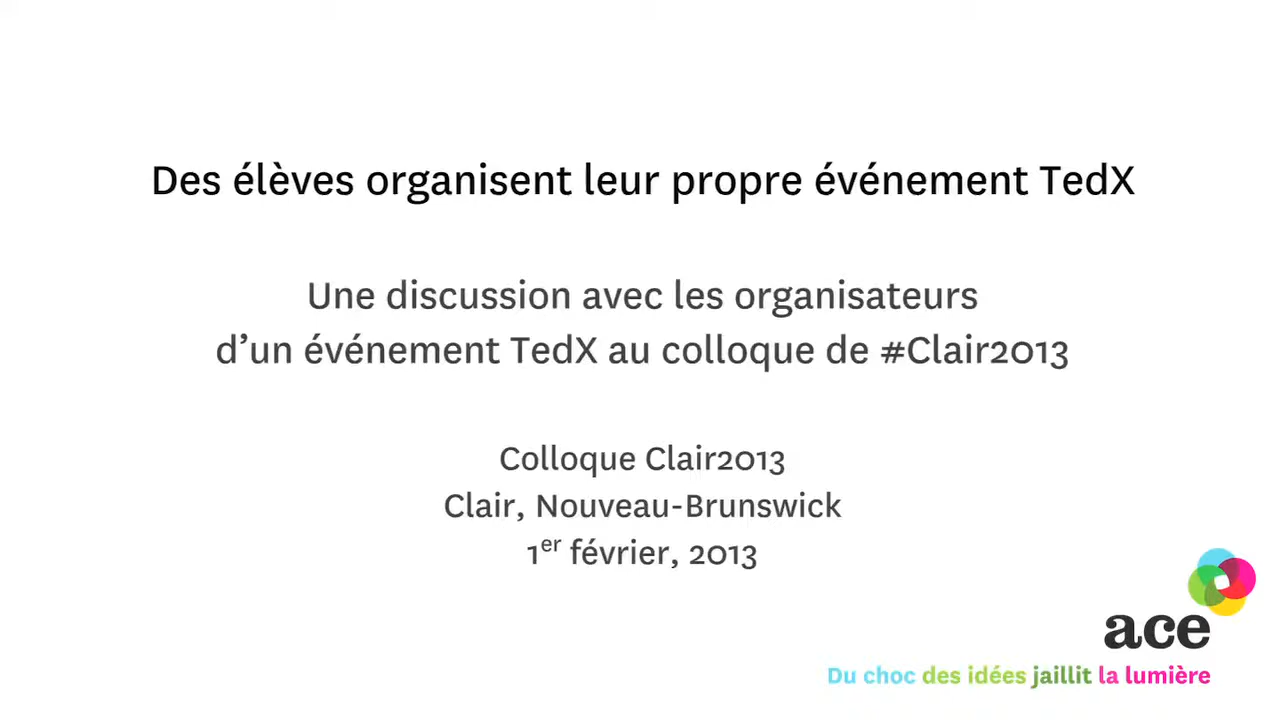 Des élèves organisent leur propre événement TedX
Une discussion avec les organisateurs
d’un événement TedX au colloque de #Clair2013
Colloque Clair2013
Clair, Nouveau-Brunswick
1er février, 2013
ace
Du choc des idées jaillit la lumière